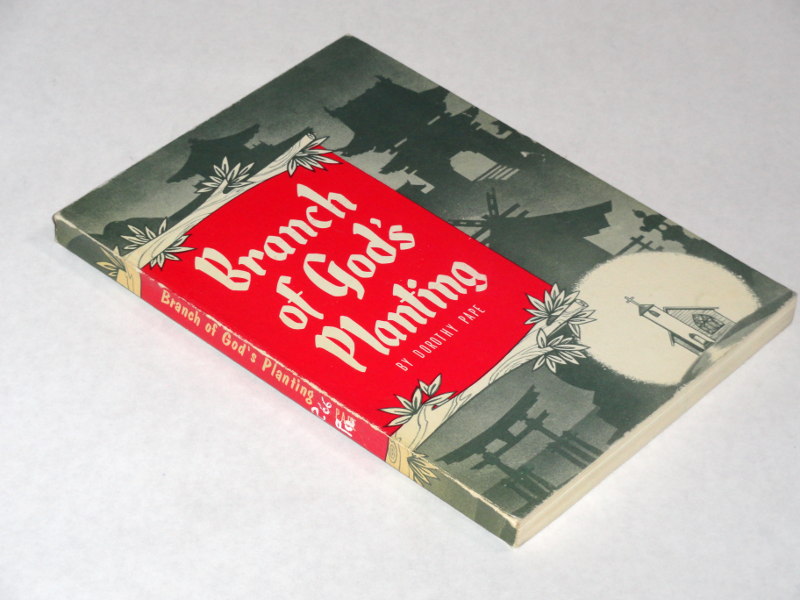 Branch
of God's
Planting
BY DOROTHY PAPE
Branch of God's Planting